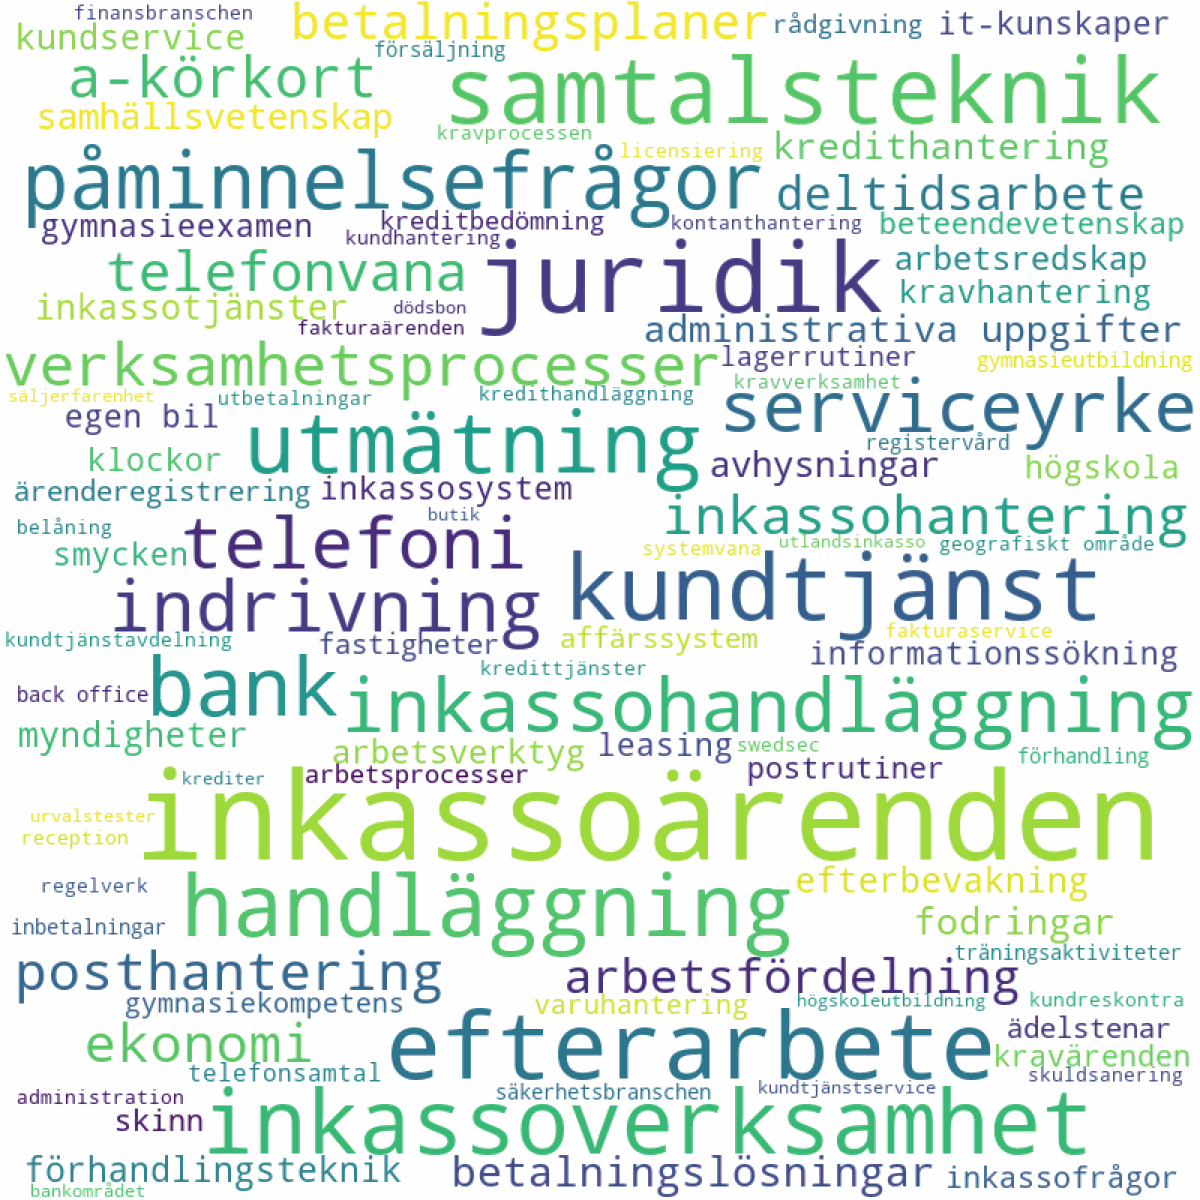 finansbranschen
betalningsplaner
rådgivning
it-kunskaper
kundservice
försäljning
a-körkort
samtalsteknik
samhällsvetenskap
kravprocessen
licensiering
kredithantering
påminnelsefrågor
deltidsarbete
gymnasieexamen
kreditbedömning
kontanthantering
beteendevetenskap
kundhantering
juridik
telefonvana
arbetsredskap
inkassotjänster
dödsbon
kravhantering
fakturaärenden
administrativa uppgifter
verksamhetsprocesser
lagerrutiner
gymnasieutbildning
säljerfarenhet
utbetalningar
kredithandläggning
kravverksamhet
egen bil
utmätning
serviceyrke
registervård
klockor
avhysningar
högskola
ärenderegistrering
inkassosystem
belåning
butik
inkassohantering
telefoni
smycken
systemvana
utlandsinkasso
geografiskt område
indrivning
kundtjänst
kundtjänstavdelning
fastigheter
affärssystem
fakturaservice
informationssökning
kredittjänster
back office
bank
inkassohandläggning
myndigheter
arbetsverktyg
leasing
swedsec
förhandling
krediter
arbetsprocesser
postrutiner
inkassoärenden
urvalstester
reception
regelverk
handläggning
efterbevakning
inbetalningar
fodringar
träningsaktiviteter
posthantering
arbetsfördelning
gymnasiekompetens
varuhantering
högskoleutbildning
kundreskontra
ekonomi
efterarbete
ädelstenar
kravärenden
telefonsamtal
skuldsanering
säkerhetsbranschen
kundtjänstservice
administration
skinn
inkassoverksamhet
förhandlingsteknik
betalningslösningar
inkassofrågor
bankområdet